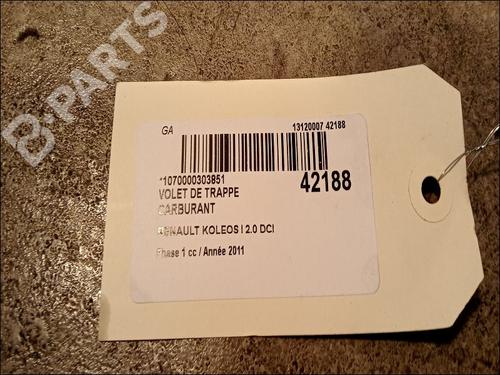 B-PARTS
GA 13120007 42188
*1070000303851
42188
VOLET DE TRAPPE
CARBURANT
RENAULT KOLEOS I 2.0 DCI
Phase 1 cc / Année 2011